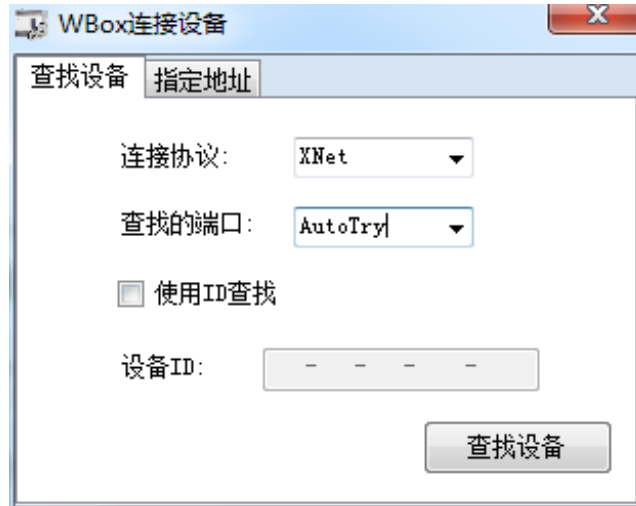 WBox连接设备
查找设备 指定地址
连接协议: XNet
查找的端口: AutoTry
使用ID查找
设备ID: - - - -
查找设备